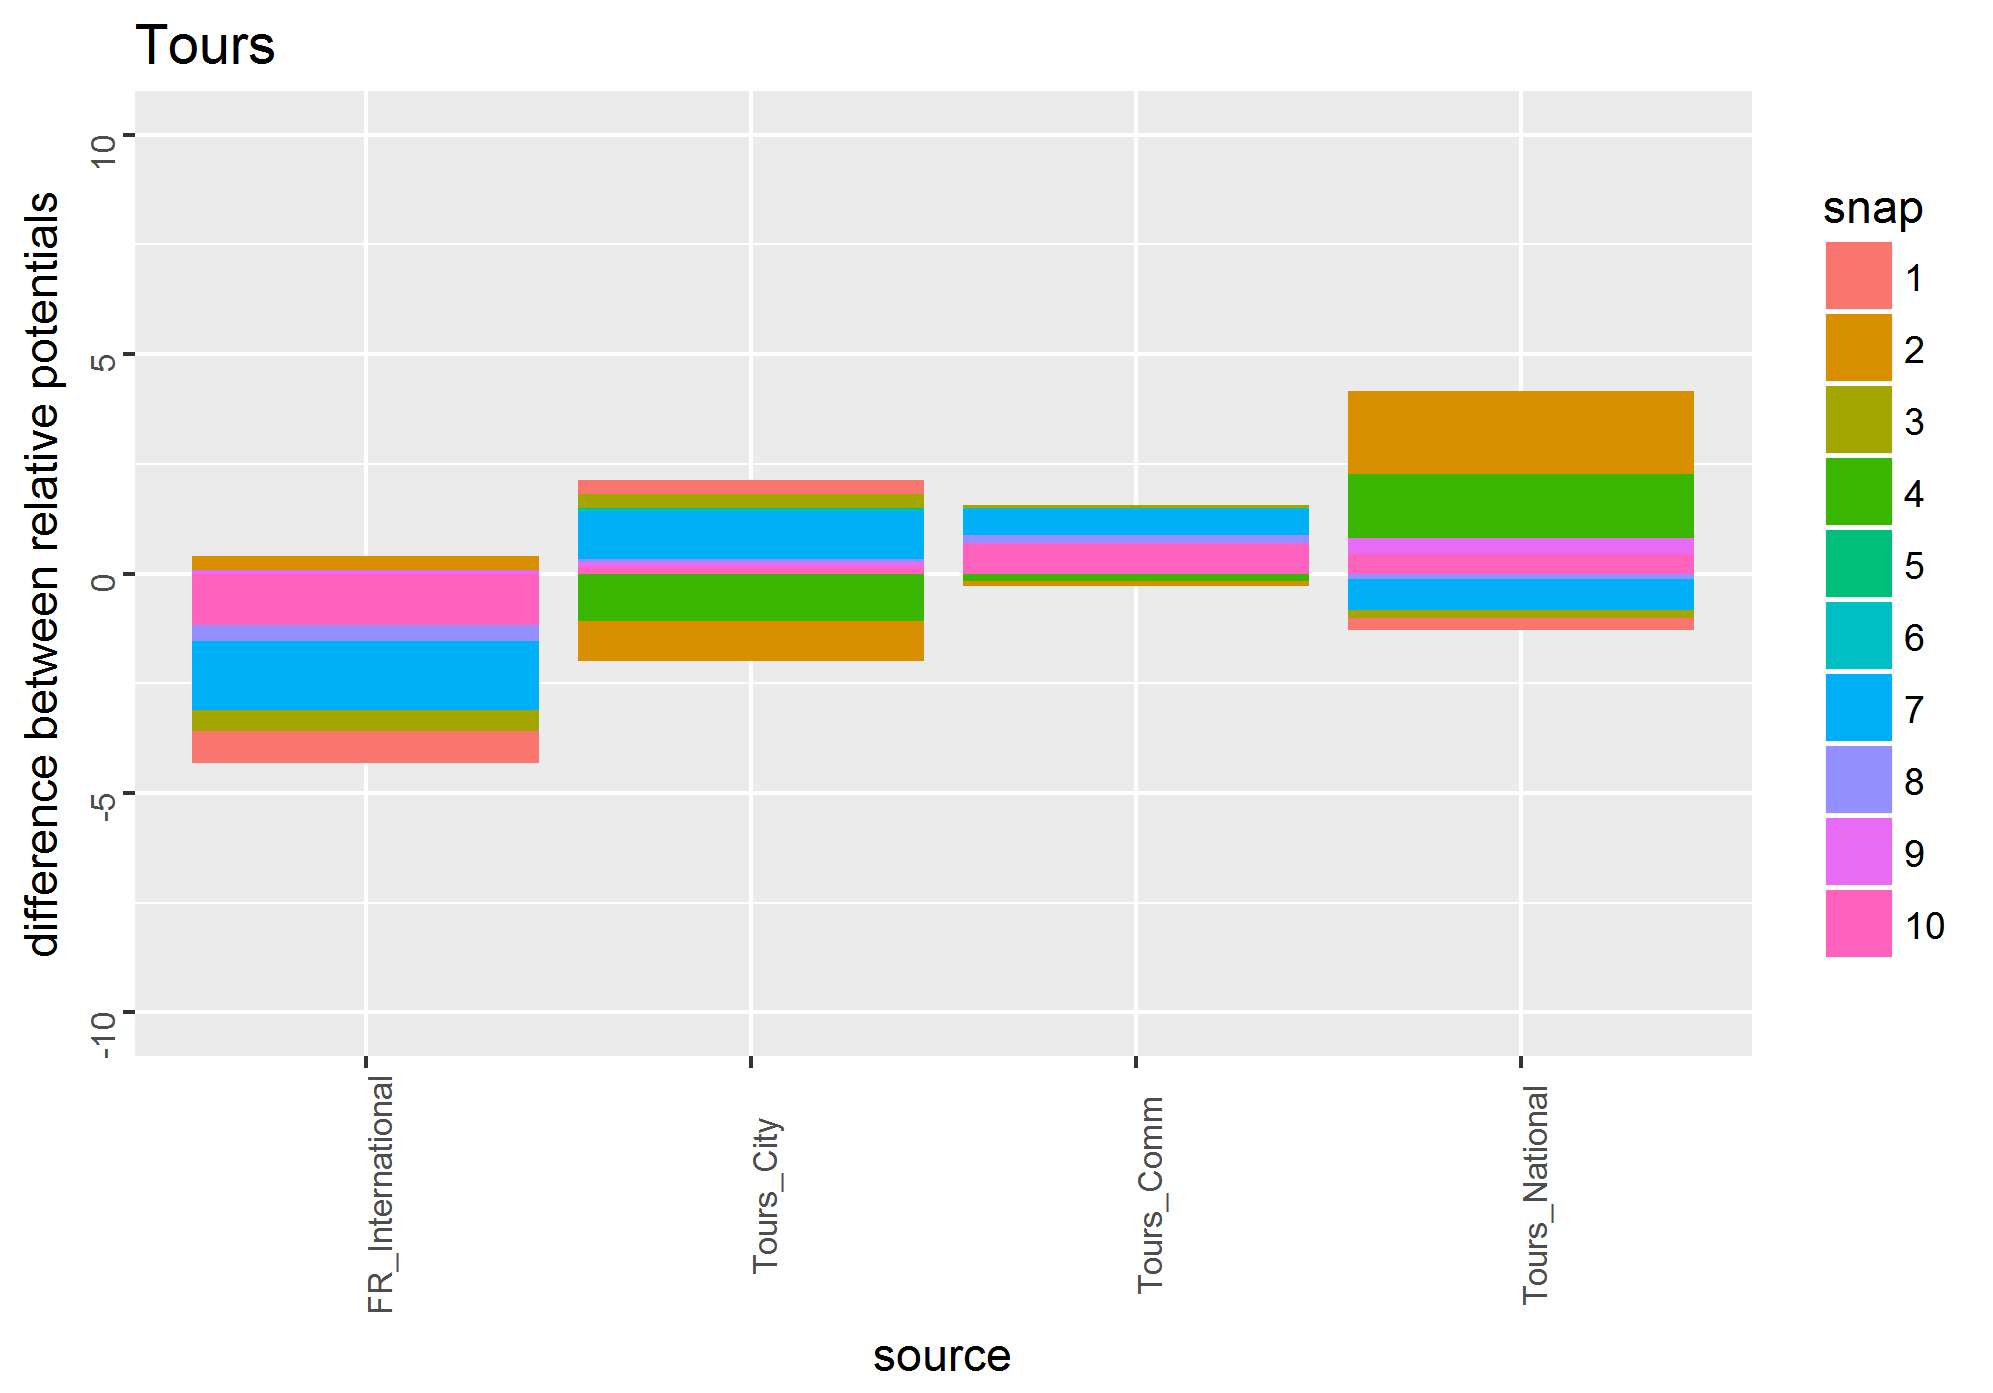 Tours
difference between relative potentials
10
5
0
-5
-10
FR_International
Tours_City
Tours_Comm
Tours_National
source
snap
1
2
3
4
5
6
7
8
9
10